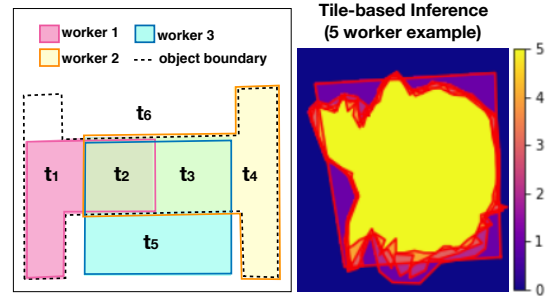 worker 1
worker 3
worker 2
object boundary
t6
t1
t2
t3
t4
t5
Tile-based Inference
(5 worker example)
5
4
3
2
1
0